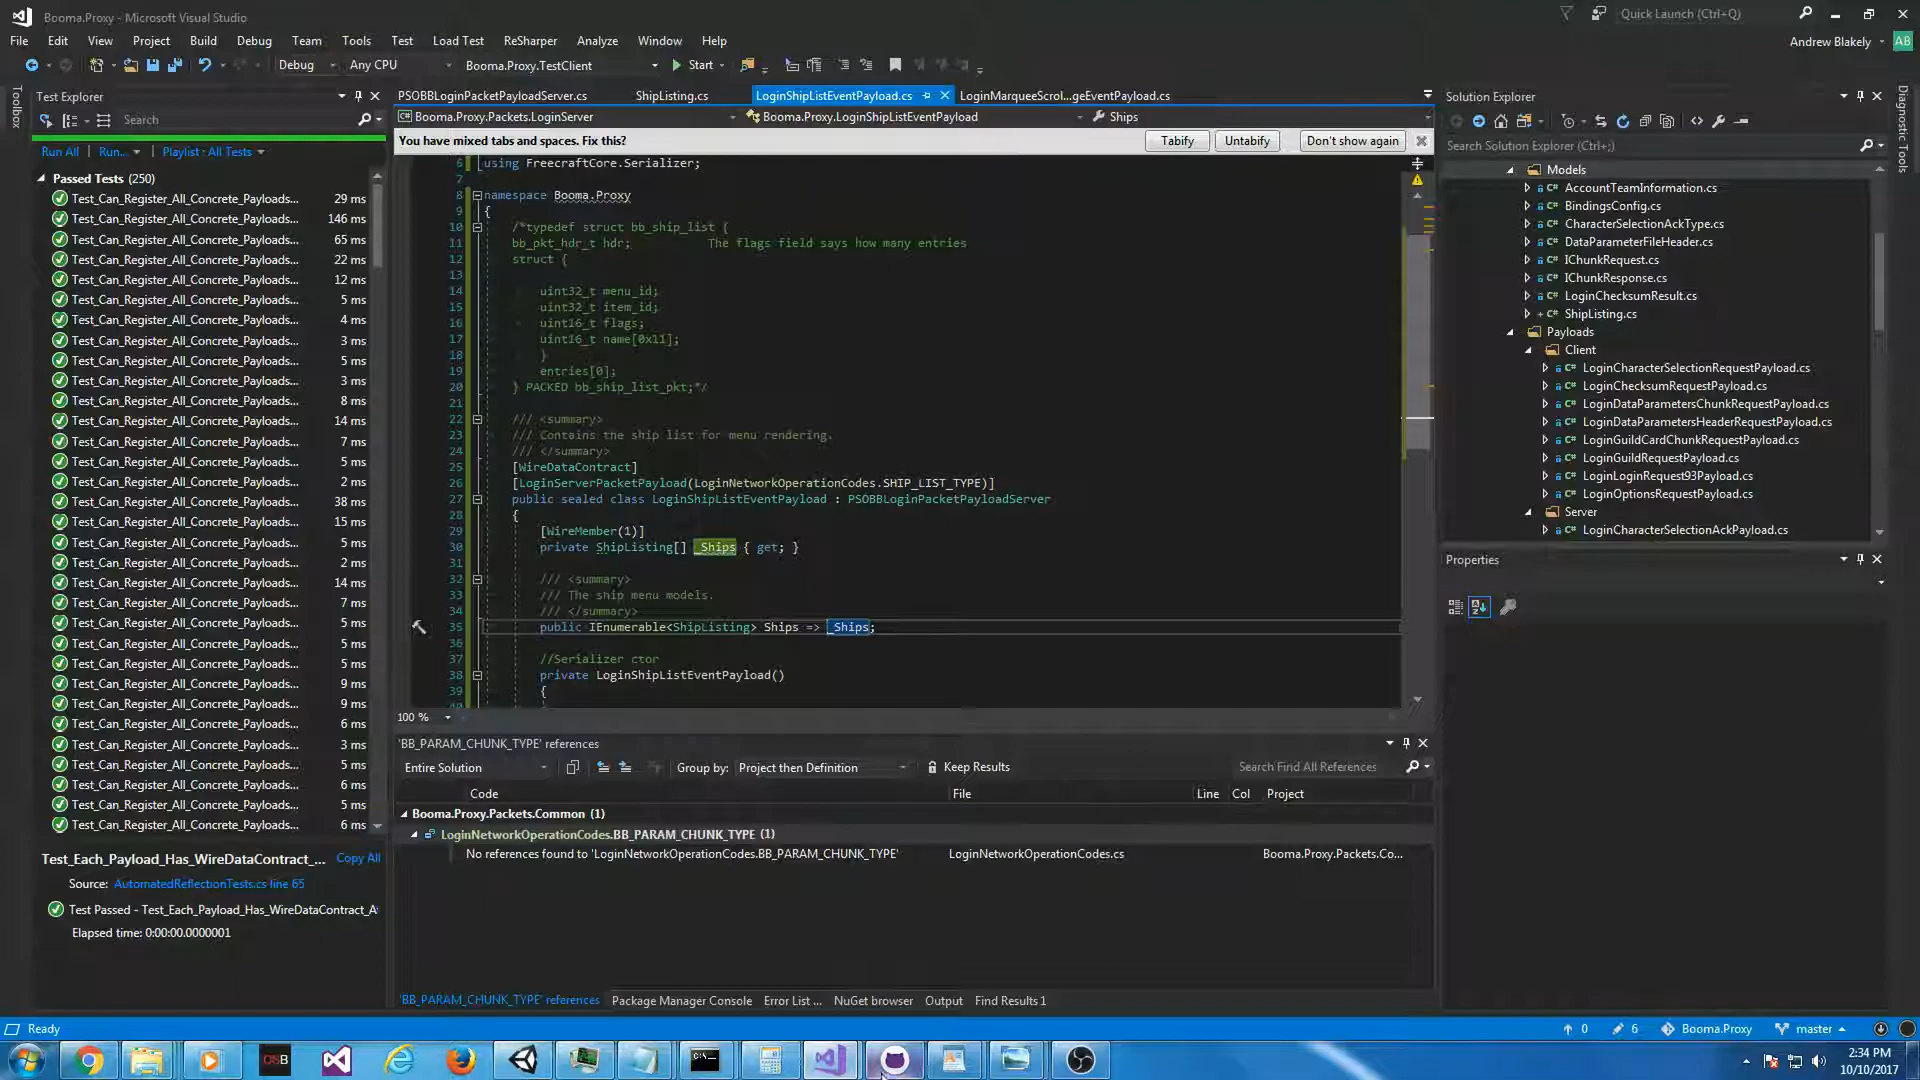 Booma.Proxy - Microsoft Visual Studio
Quick Launch (Ctrl+Q)
File Edit View Project Build Debug Team Tools Test Load Test ReSharper Analyze Window Help
Andrew Blakely AB
Debug Any CPU Booma.Proxy.TestClient Start
Toolbox
Test Explorer
Search
Run All Run... Playlist : All Tests
Passed Tests (250)
Test_Can_Register_All_Concrete_Payloads... 29 ms
Test_Can_Register_All_Concrete_Payloads... 146 ms
Test_Can_Register_All_Concrete_Payloads... 65 ms
Test_Can_Register_All_Concrete_Payloads... 22 ms
Test_Can_Register_All_Concrete_Payloads... 12 ms
Test_Can_Register_All_Concrete_Payloads... 5 ms
Test_Can_Register_All_Concrete_Payloads... 4 ms
Test_Can_Register_All_Concrete_Payloads... 3 ms
Test_Can_Register_All_Concrete_Payloads... 5 ms
Test_Can_Register_All_Concrete_Payloads... 3 ms
Test_Can_Register_All_Concrete_Payloads... 8 ms
Test_Can_Register_All_Concrete_Payloads... 14 ms
Test_Can_Register_All_Concrete_Payloads... 7 ms
Test_Can_Register_All_Concrete_Payloads... 5 ms
Test_Can_Register_All_Concrete_Payloads... 2 ms
Test_Can_Register_All_Concrete_Payloads... 38 ms
Test_Can_Register_All_Concrete_Payloads... 15 ms
Test_Can_Register_All_Concrete_Payloads... 5 ms
Test_Can_Register_All_Concrete_Payloads... 2 ms
Test_Can_Register_All_Concrete_Payloads... 14 ms
Test_Can_Register_All_Concrete_Payloads... 7 ms
Test_Can_Register_All_Concrete_Payloads... 5 ms
Test_Can_Register_All_Concrete_Payloads... 5 ms
Test_Can_Register_All_Concrete_Payloads... 5 ms
Test_Can_Register_All_Concrete_Payloads... 9 ms
Test_Can_Register_All_Concrete_Payloads... 9 ms
Test_Can_Register_All_Concrete_Payloads... 6 ms
Test_Can_Register_All_Concrete_Payloads... 3 ms
Test_Can_Register_All_Concrete_Payloads... 5 ms
Test_Can_Register_All_Concrete_Payloads... 6 ms
Test_Can_Register_All_Concrete_Payloads... 5 ms
Test_Can_Register_All_Concrete_Payloads... 6 ms
Test_Each_Payload_Has_WireDataContract_... Copy All
Source: AutomatedReflectionTests.cs line 65
Test Passed - Test_Each_Payload_Has_WireDataContract_A
Elapsed time: 0:00:00.0000001
PSOBBLoginPacketPayloadServer.cs ShipListing.cs LoginShipListEventPayload.cs LoginMarqueeScrol...geEventPayload.cs
Booma.Proxy.Packets.LoginServer Booma.Proxy.LoginShipListEventPayload Ships
You have mixed tabs and spaces. Fix this? Tabify Untabify Don't show again
6 using FreecraftCore.Serializer;
7
8 namespace Booma.Proxy
9 {
10 /*typedef struct bb_ship_list {
11 bb_pkt_hdr_t hdr; The flags field says how many entries
12 struct {
13
14 uint32_t menu_id;
15 uint32_t item_id;
16 uint16_t flags;
17 uint16_t name[0x11];
18 }
19 entries[0];
20 } PACKED bb_ship_list_pkt;*/
21
22 /// <summary>
23 /// Contains the ship list for menu rendering.
24 /// </summary>
25 [WireDataContract]
26 [LoginServerPacketPayload(LoginNetworkOperationCodes.SHIP_LIST_TYPE)]
27 public sealed class LoginShipListEventPayload : PSOBBLoginPacketPayloadServer
28 {
29 [WireMember(1)]
30 private ShipListing[] _Ships { get; }
31
32 /// <summary>
33 /// The ship menu models.
34 /// </summary>
35 public IEnumerable<ShipListing> Ships => _Ships;
36
37 //Serializer ctor
38 private LoginShipListEventPayload()
39 {
100 %
'BB_PARAM_CHUNK_TYPE' references
Entire Solution Group by: Project then Definition Keep Results Search Find All References
Code File Line Col Project
Booma.Proxy.Packets.Common (1)
LoginNetworkOperationCodes.BB_PARAM_CHUNK_TYPE (1)
No references found to 'LoginNetworkOperationCodes.BB_PARAM_CHUNK_TYPE' LoginNetworkOperationCodes.cs Booma.Proxy.Packets.Co...
'BB_PARAM_CHUNK_TYPE' references Package Manager Console Error List ... NuGet browser Output Find Results 1
Solution Explorer
Search Solution Explorer (Ctrl+;)
Models
C# AccountTeamInformation.cs
C# BindingsConfig.cs
C# CharacterSelectionAckType.cs
C# DataParameterFileHeader.cs
C# IChunkRequest.cs
C# IChunkResponse.cs
C# LoginChecksumResult.cs
+ C# ShipListing.cs
Payloads
Client
C# LoginCharacterSelectionRequestPayload.cs
C# LoginChecksumRequestPayload.cs
C# LoginDataParametersChunkRequestPayload.cs
C# LoginDataParametersHeaderRequestPayload.cs
C# LoginGuildCardChunkRequestPayload.cs
C# LoginGuildRequestPayload.cs
C# LoginLoginRequest93Payload.cs
C# LoginOptionsRequestPayload.cs
Server
C# LoginCharacterSelectionAckPayload.cs
Properties
Diagnostic Tools
Ready 0 6 Booma.Proxy master
2:34 PM
10/10/2017